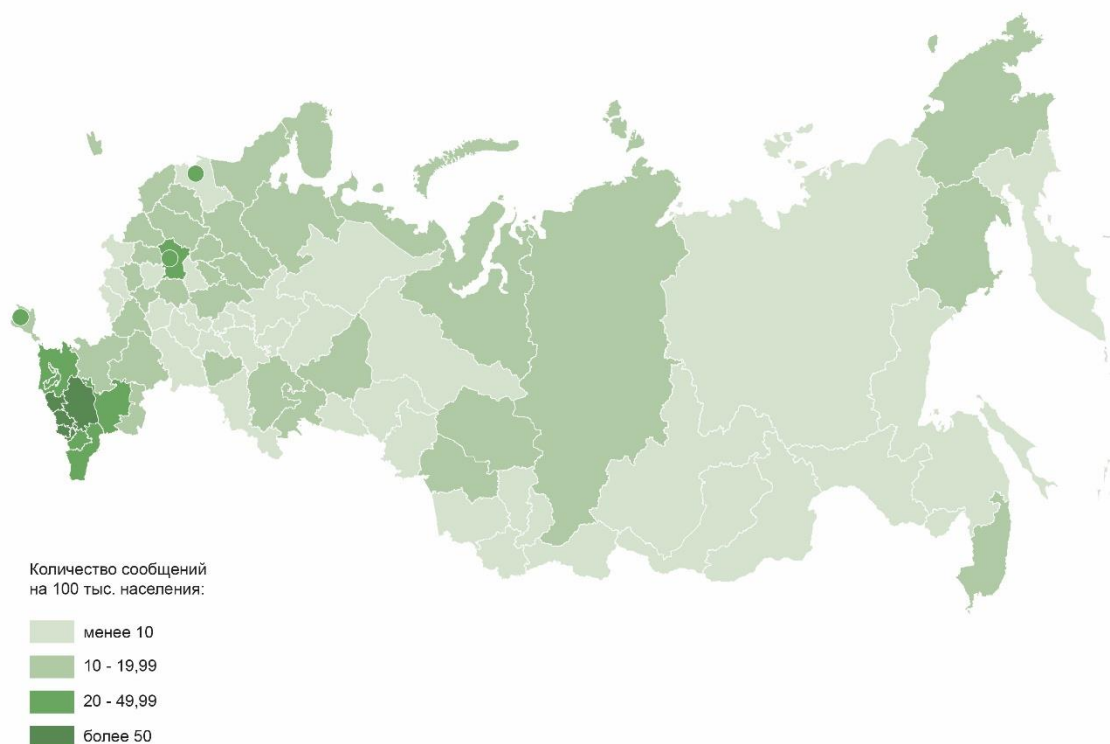 Количество сообщений
на 100 тыс. населения:
менее 10
10 - 19,99
20 - 49,99
более 50